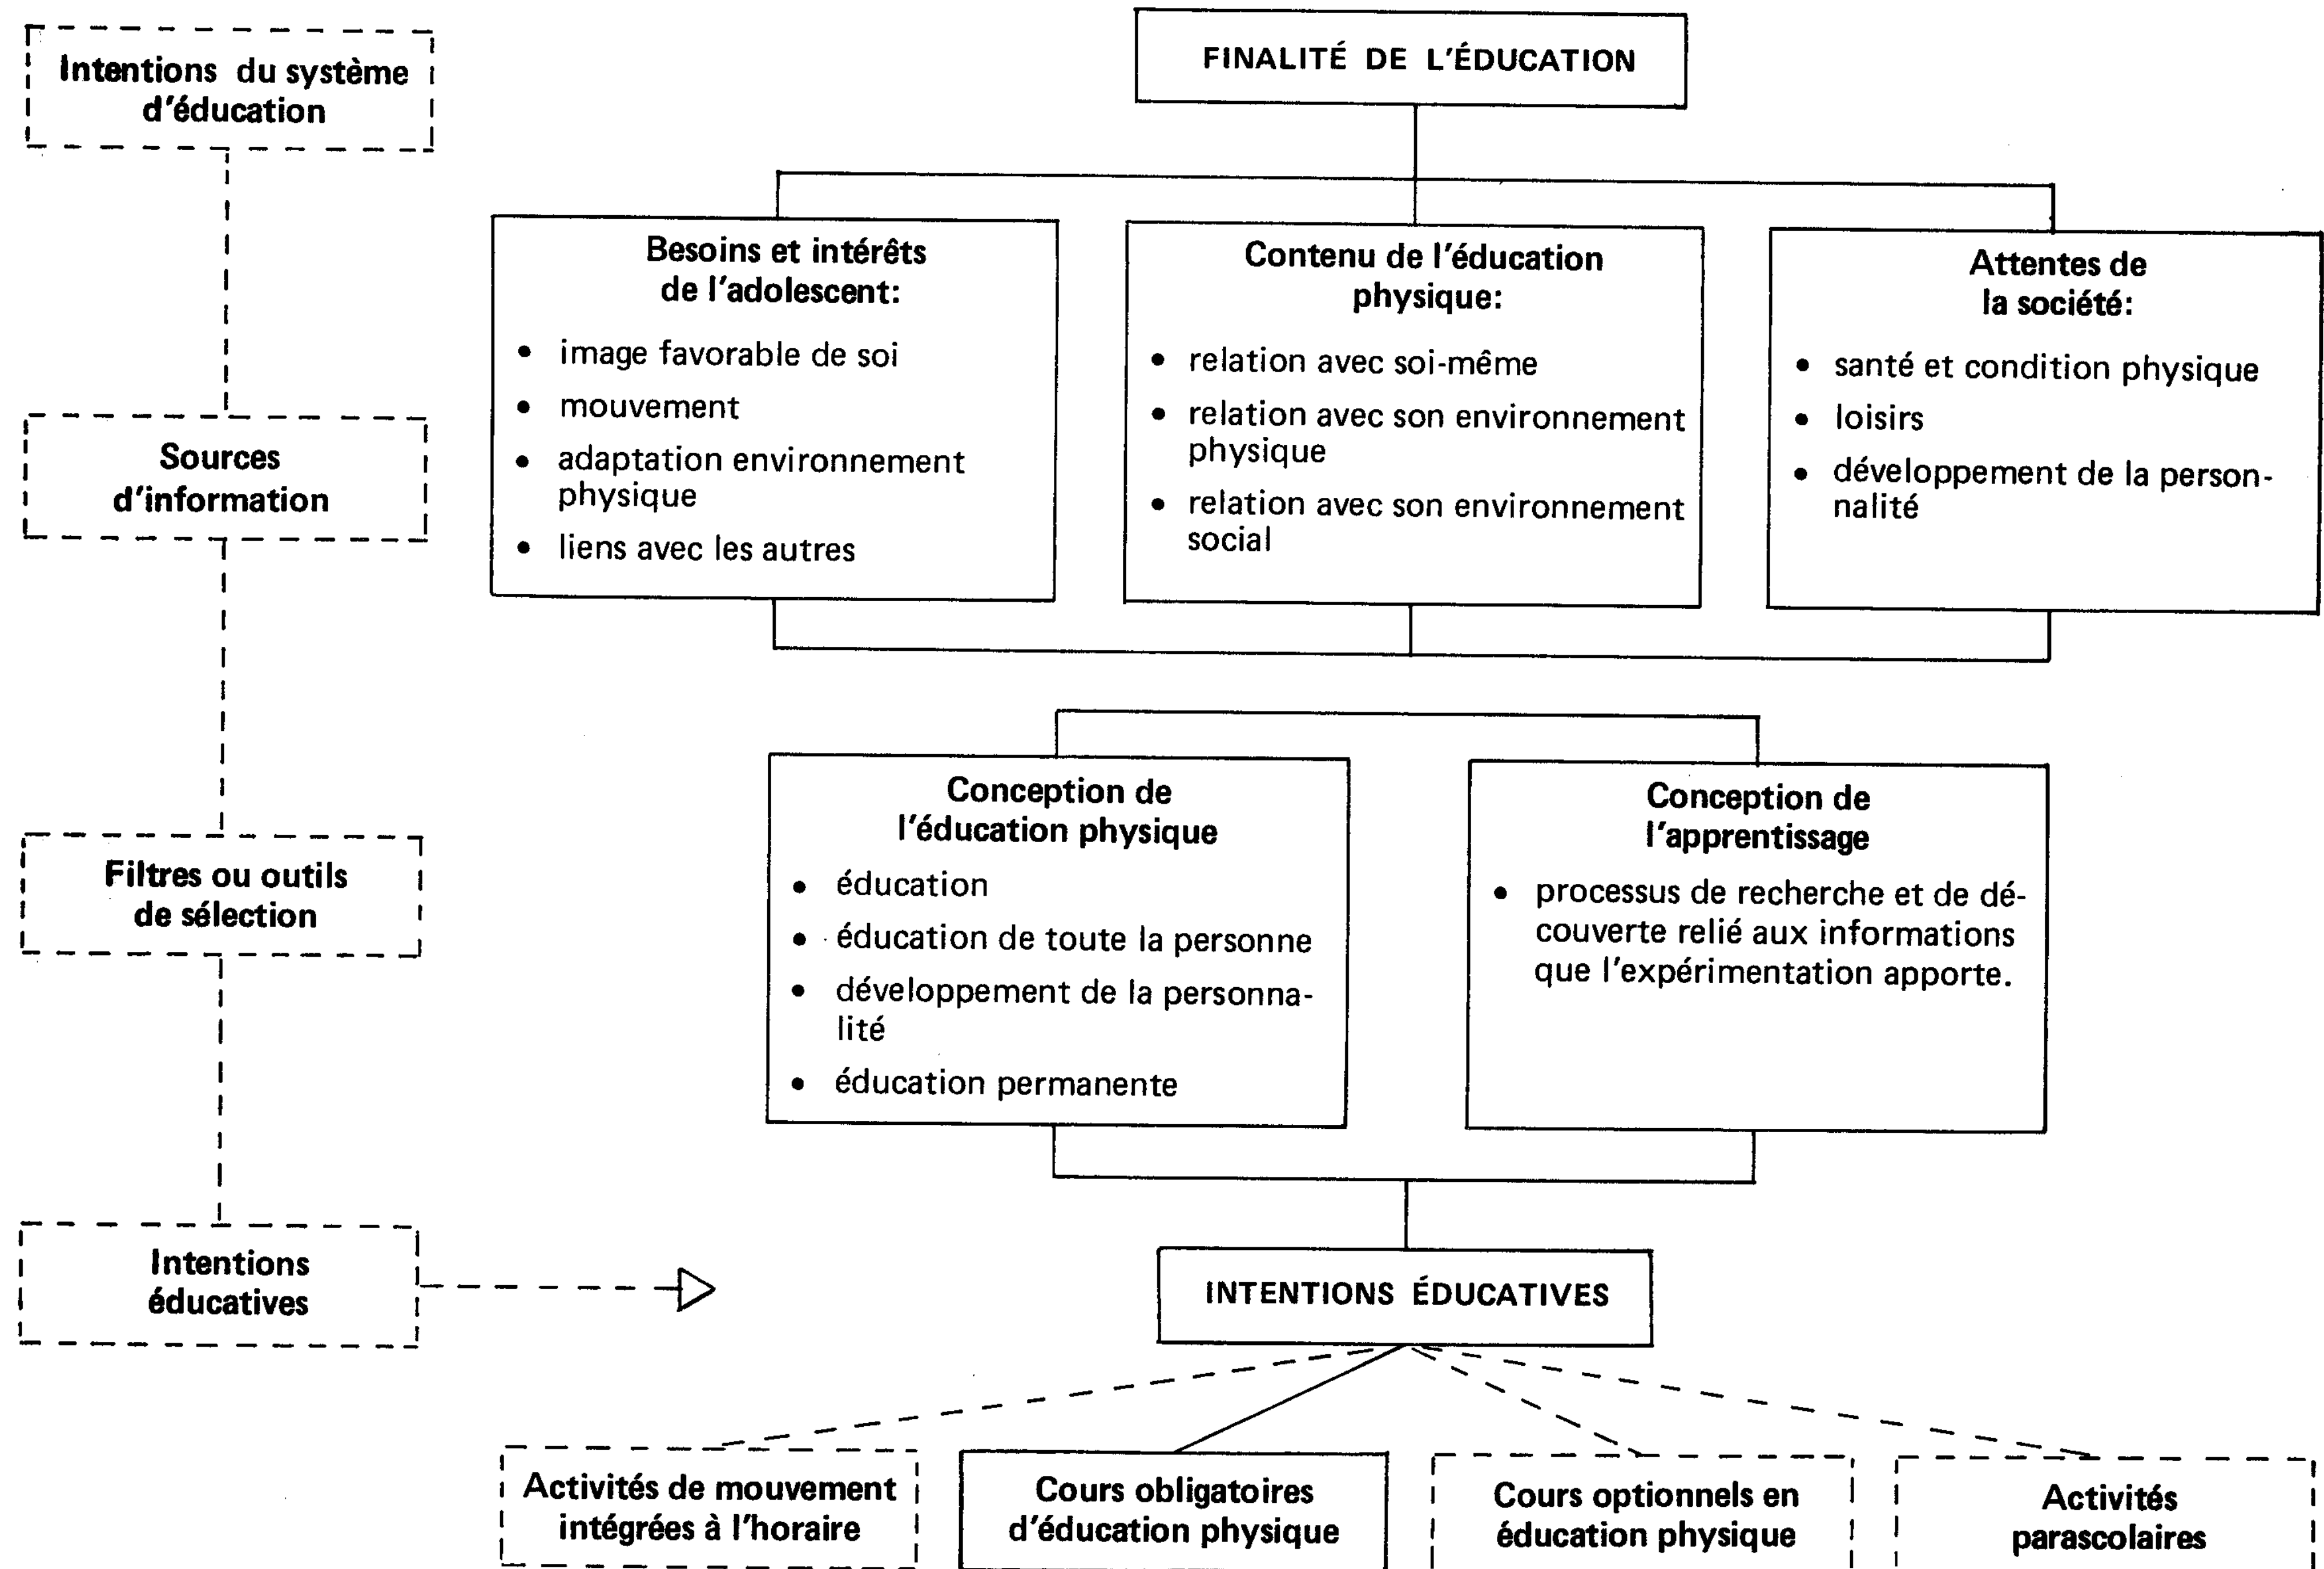 Intentions du système
d'éducation
FINALITÉ DE L'ÉDUCATION
Sources
d'information
Besoins et intérêts
de l'adolescent:
• image favorable de soi
• mouvement
• adaptation environnement
physique
• liens avec les autres
Contenu de l'éducation
physique:
• relation avec soi-même
• relation avec son environnement
physique
• relation avec son environnement
social
Attentes de
la société:
• santé et condition physique
• loisirs
• développement de la person-
nalité
Filtres ou outils
de sélection
Conception de
l'éducation physique
• éducation
• éducation de toute la personne
• développement de la personna-
lité
• éducation permanente
Conception de
l'apprentissage
• processus de recherche et de dé-
couverte relié aux informations
que l'expérimentation apporte.
Intentions
éducatives
INTENTIONS ÉDUCATIVES
Activités de mouvement
intégrées à l'horaire
Cours obligatoires
d'éducation physique
Cours optionnels en
éducation physique
Activités
parascolaires